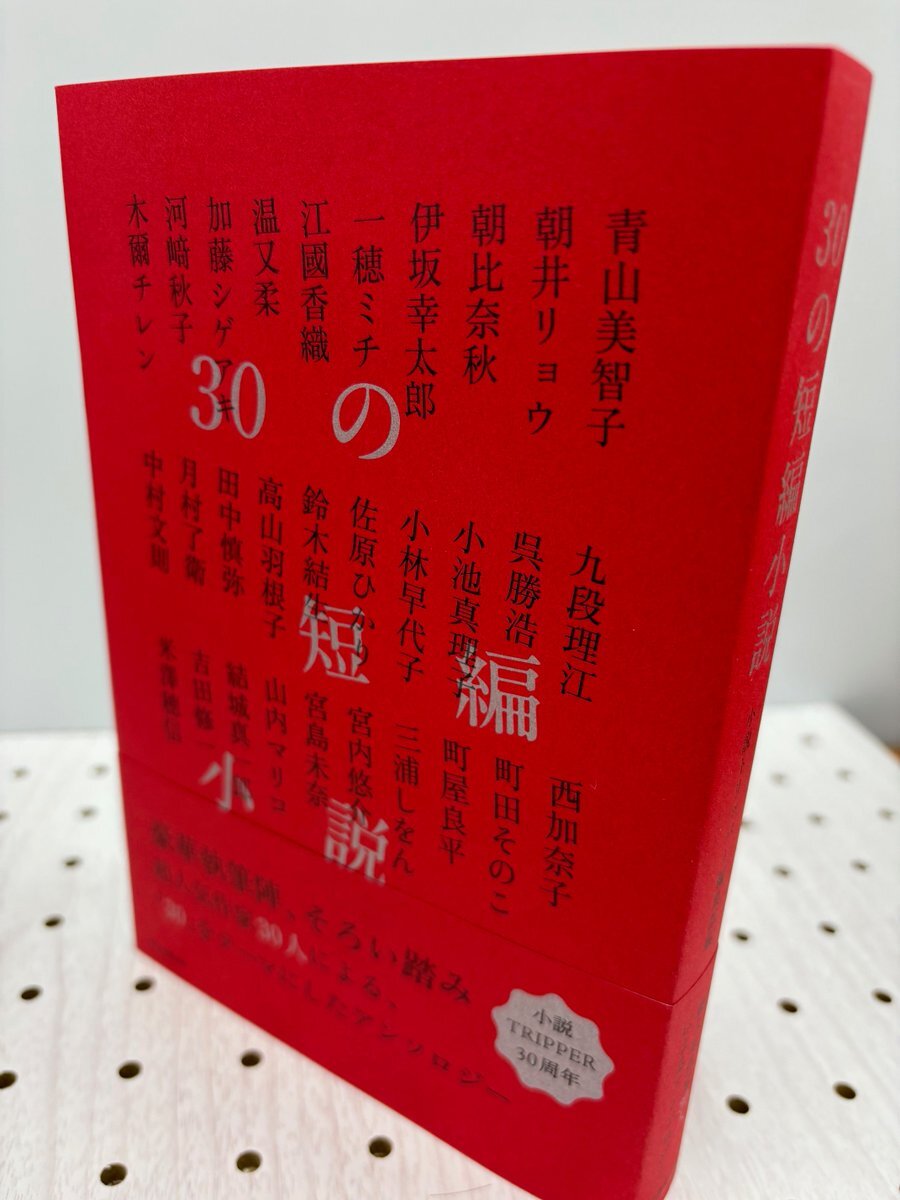 青山美智子
朝井リョウ
朝比奈秋
伊坂幸太郎
一穂ミチ
江國香織
温又柔
加藤シゲアキ
河﨑秋子
木爾チレン
九段理江
呉勝浩
小池真理子
小林早代子
佐原ひかり
鈴木結生
高山羽根子
田中慎弥
月村了衛
中村文則
西加奈子
町田そのこ
町屋良平
三浦しをん
宮内悠介
宮島未奈
山内マリコ
結城真一郎
吉田修一
米澤穂信
30の
短編
小説
豪華執筆陣、そろい踏み
超人気作家30人による、
「30」をテーマにしたアンソロジー
小説
TRIPPER
30周年
30の短編小説